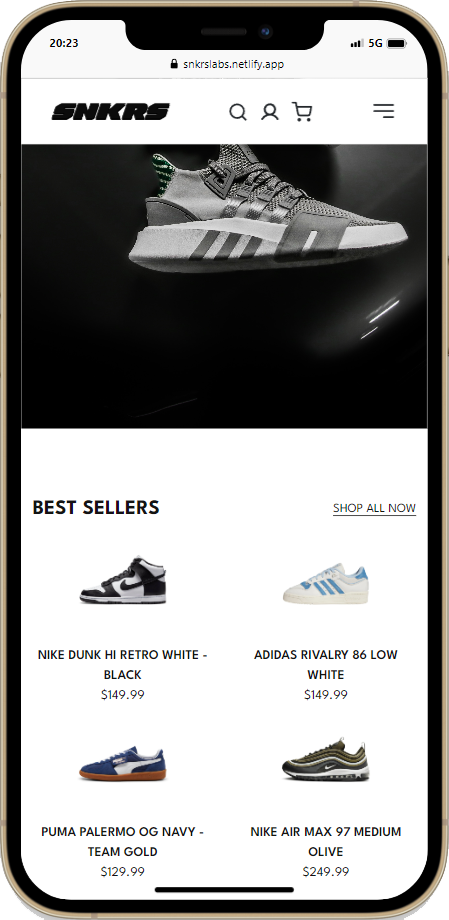 20:23
5G
snkrslabs.netlify.app
SNKRS
BEST SELLERS
SHOP ALL NOW
NIKE DUNK HI RETRO WHITE -
BLACK
$149.99
ADIDAS RIVALRY 86 LOW
WHITE
$149.99
PUMA PALERMO OG NAVY -
TEAM GOLD
$129.99
NIKE AIR MAX 97 MEDIUM
OLIVE
$249.99